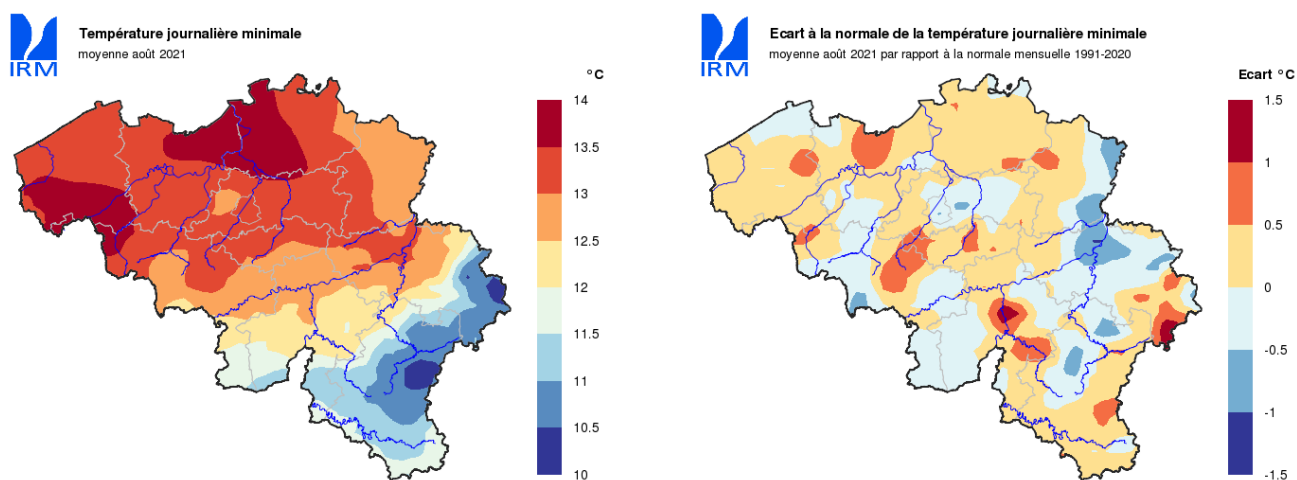 IRM
Température journalière minimale
moyenne août 2021
°C
14
13.5
13
12.5
12
11.5
11
10.5
10
IRM
Ecart à la normale de la température journalière minimale
moyenne août 2021 par rapport à la normale mensuelle 1991-2020
Ecart °C
1.5
1
0.5
0
-0.5
-1
-1.5